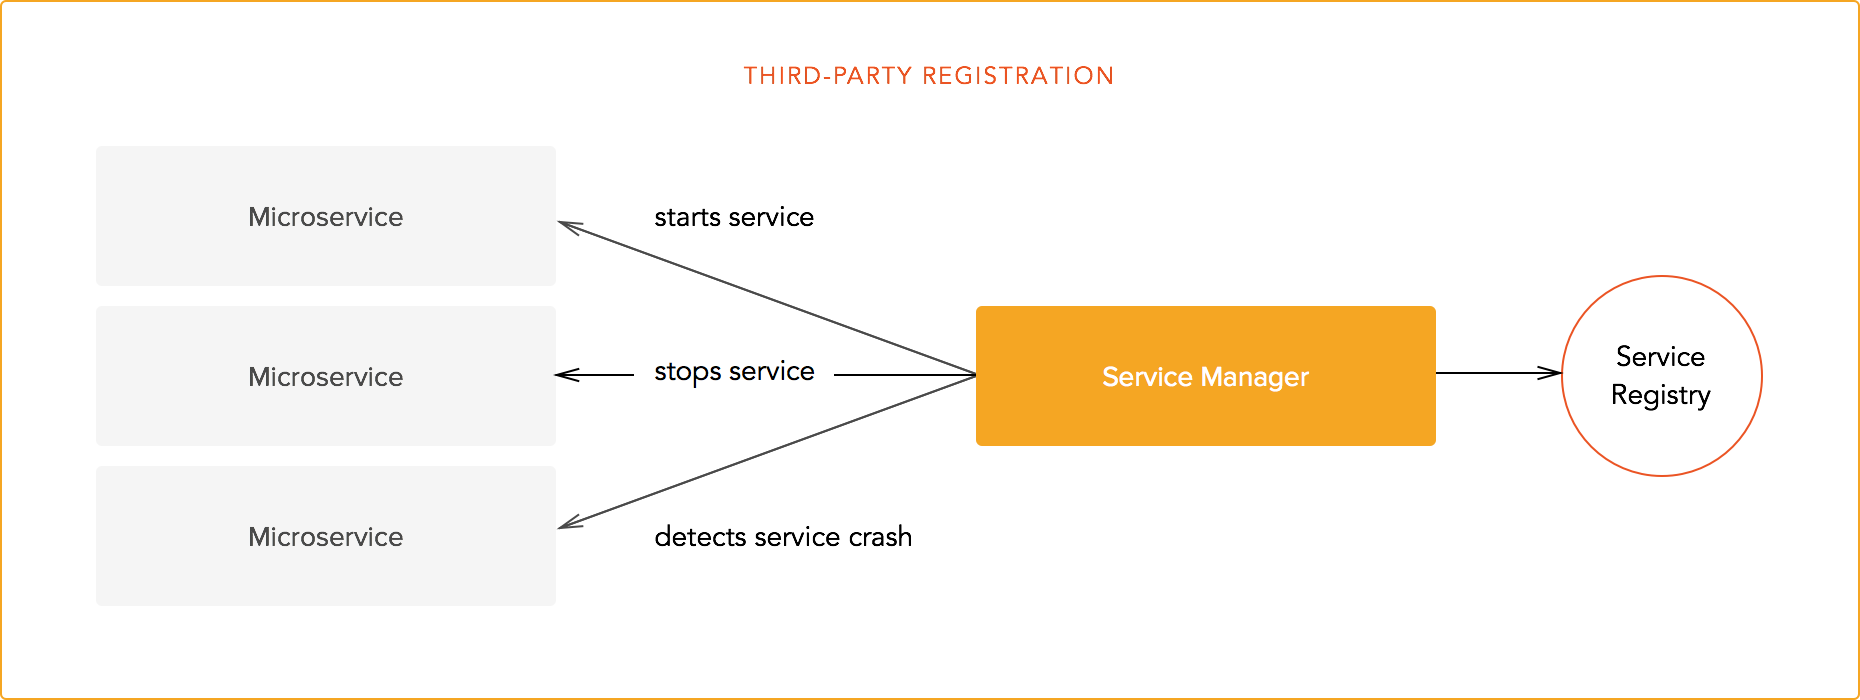 THIRD-PARTY REGISTRATION
Microservice
starts service
Microservice
stops service
Service Manager
Service
Registry
Microservice
detects service crash